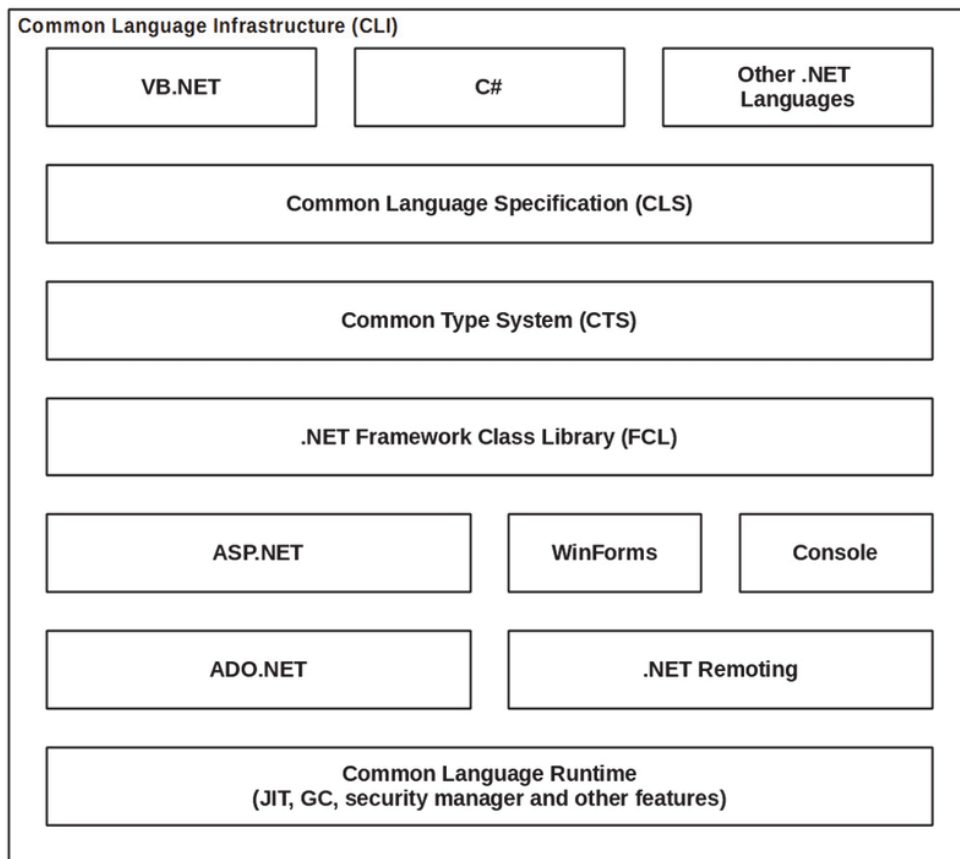 Common Language Infrastructure (CLI)
VB.NET
C#
Other .NET
Languages
Common Language Specification (CLS)
Common Type System (CTS)
.NET Framework Class Library (FCL)
ASP.NET
WinForms
Console
ADO.NET
.NET Remoting
Common Language Runtime
(JIT, GC, security manager and other features)